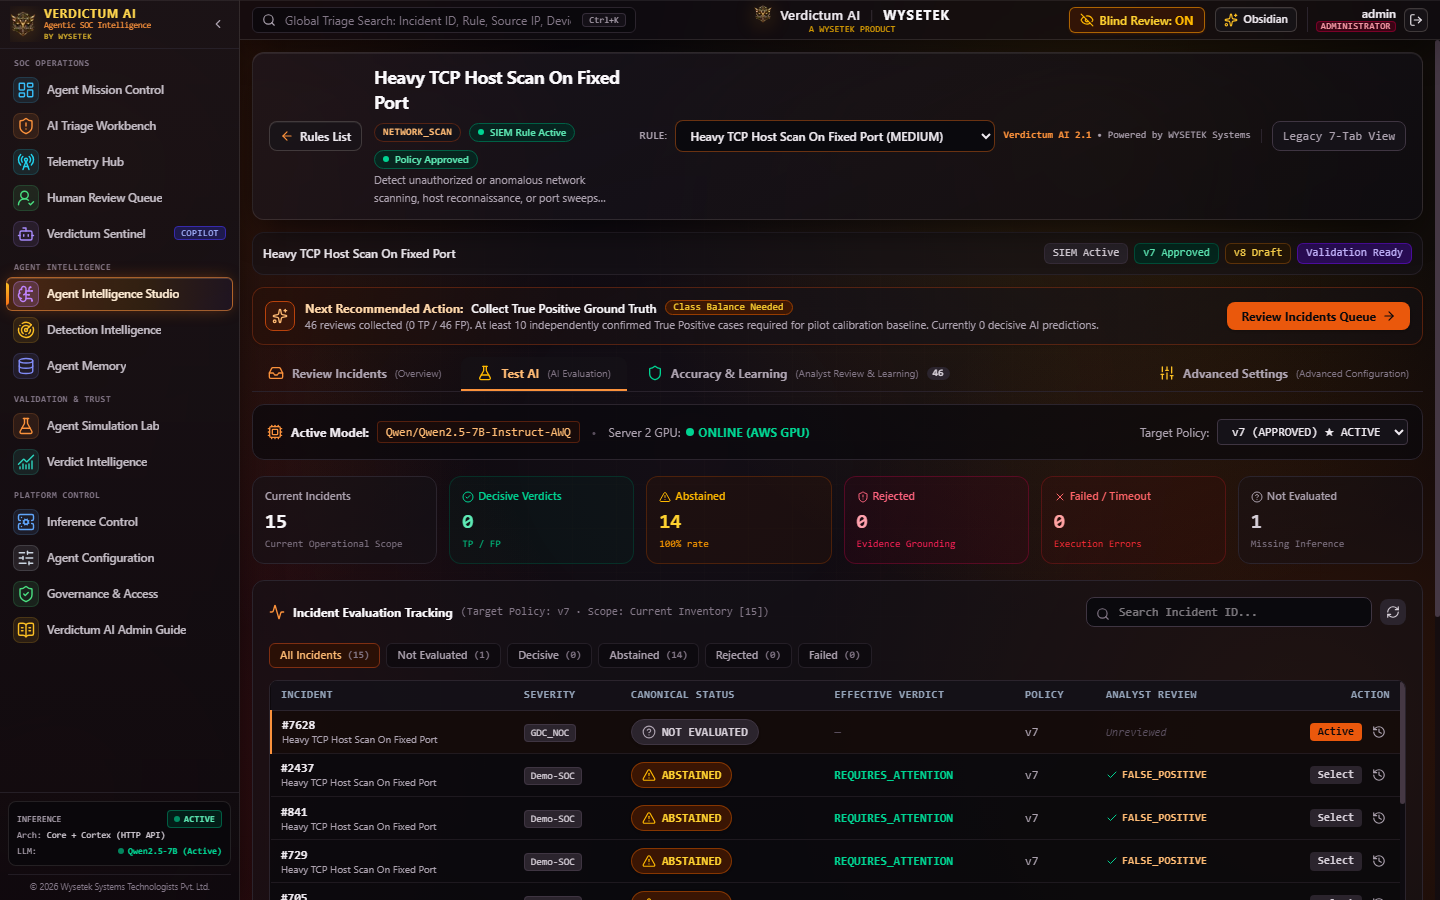 VERDICTUM AI
Agentic SOC Intelligence
BY WYSETEK
Global Triage Search: Incident ID, Rule, Source IP, Devic
Ctrl+K
Verdictum AI | WYSETEK
A WYSETEK PRODUCT
Blind Review: ON
Obsidian
admin
ADMINISTRATOR
SOC OPERATIONS
Agent Mission Control
AI Triage Workbench
Telemetry Hub
Human Review Queue
Verdictum Sentinel COPILOT
AGENT INTELLIGENCE
Agent Intelligence Studio
Detection Intelligence
Agent Memory
VALIDATION & TRUST
Agent Simulation Lab
Verdict Intelligence
PLATFORM CONTROL
Inference Control
Agent Configuration
Governance & Access
Verdictum AI Admin Guide
INFERENCE ACTIVE
Arch: Core + Cortex (HTTP API)
LLM: Qwen2.5-7B (Active)
© 2026 Wysetek Systems Technologists Pvt. Ltd.
Rules List
Heavy TCP Host Scan On Fixed
Port
NETWORK_SCAN SIEM Rule Active
Policy Approved
Detect unauthorized or anomalous network
scanning, host reconnaissance, or port sweeps...
RULE: Heavy TCP Host Scan On Fixed Port (MEDIUM)
Verdictum AI 2.1 • Powered by WYSETEK Systems
Legacy 7-Tab View
Heavy TCP Host Scan On Fixed Port
SIEM Active v7 Approved v8 Draft Validation Ready
Next Recommended Action: Collect True Positive Ground Truth Class Balance Needed
46 reviews collected (0 TP / 46 FP). At least 10 independently confirmed True Positive cases required for pilot calibration baseline. Currently 0 decisive AI predictions.
Review Incidents Queue →
Review Incidents (Overview)
Test AI (AI Evaluation)
Accuracy & Learning (Analyst Review & Learning) 46
Advanced Settings (Advanced Configuration)
Active Model: Qwen/Qwen2.5-7B-Instruct-AWQ • Server 2 GPU: ONLINE (AWS GPU)
Target Policy: v7 (APPROVED) ★ ACTIVE
Current Incidents
15
Current Operational Scope
Decisive Verdicts
0
TP / FP
Abstained
14
100% rate
Rejected
0
Evidence Grounding
Failed / Timeout
0
Execution Errors
Not Evaluated
1
Missing Inference
Incident Evaluation Tracking (Target Policy: v7 · Scope: Current Inventory [15])
Search Incident ID...
All Incidents (15) Not Evaluated (1) Decisive (0) Abstained (14) Rejected (0) Failed (0)
INCIDENT SEVERITY CANONICAL STATUS EFFECTIVE VERDICT POLICY ANALYST REVIEW ACTION
#7628
Heavy TCP Host Scan On Fixed Port
GDC_NOC NOT EVALUATED — v7 Unreviewed Active
#2437
Heavy TCP Host Scan On Fixed Port
Demo-SOC ABSTAINED REQUIRES_ATTENTION v7 FALSE_POSITIVE Select
#841
Heavy TCP Host Scan On Fixed Port
Demo-SOC ABSTAINED REQUIRES_ATTENTION v7 FALSE_POSITIVE Select
#729
Heavy TCP Host Scan On Fixed Port
Demo-SOC ABSTAINED REQUIRES_ATTENTION v7 FALSE_POSITIVE Select
#705